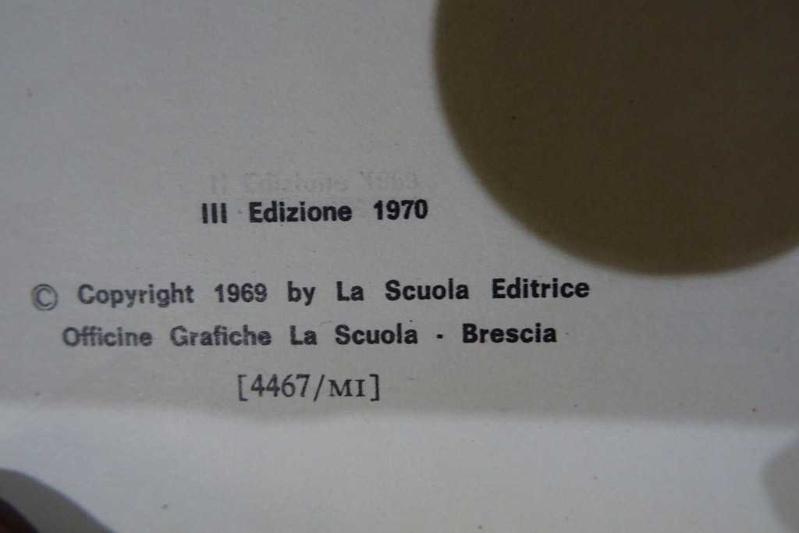 III Edizione 1970
© Copyright 1969 by La Scuola Editrice
Officine Grafiche La Scuola - Brescia
[4467/MI]